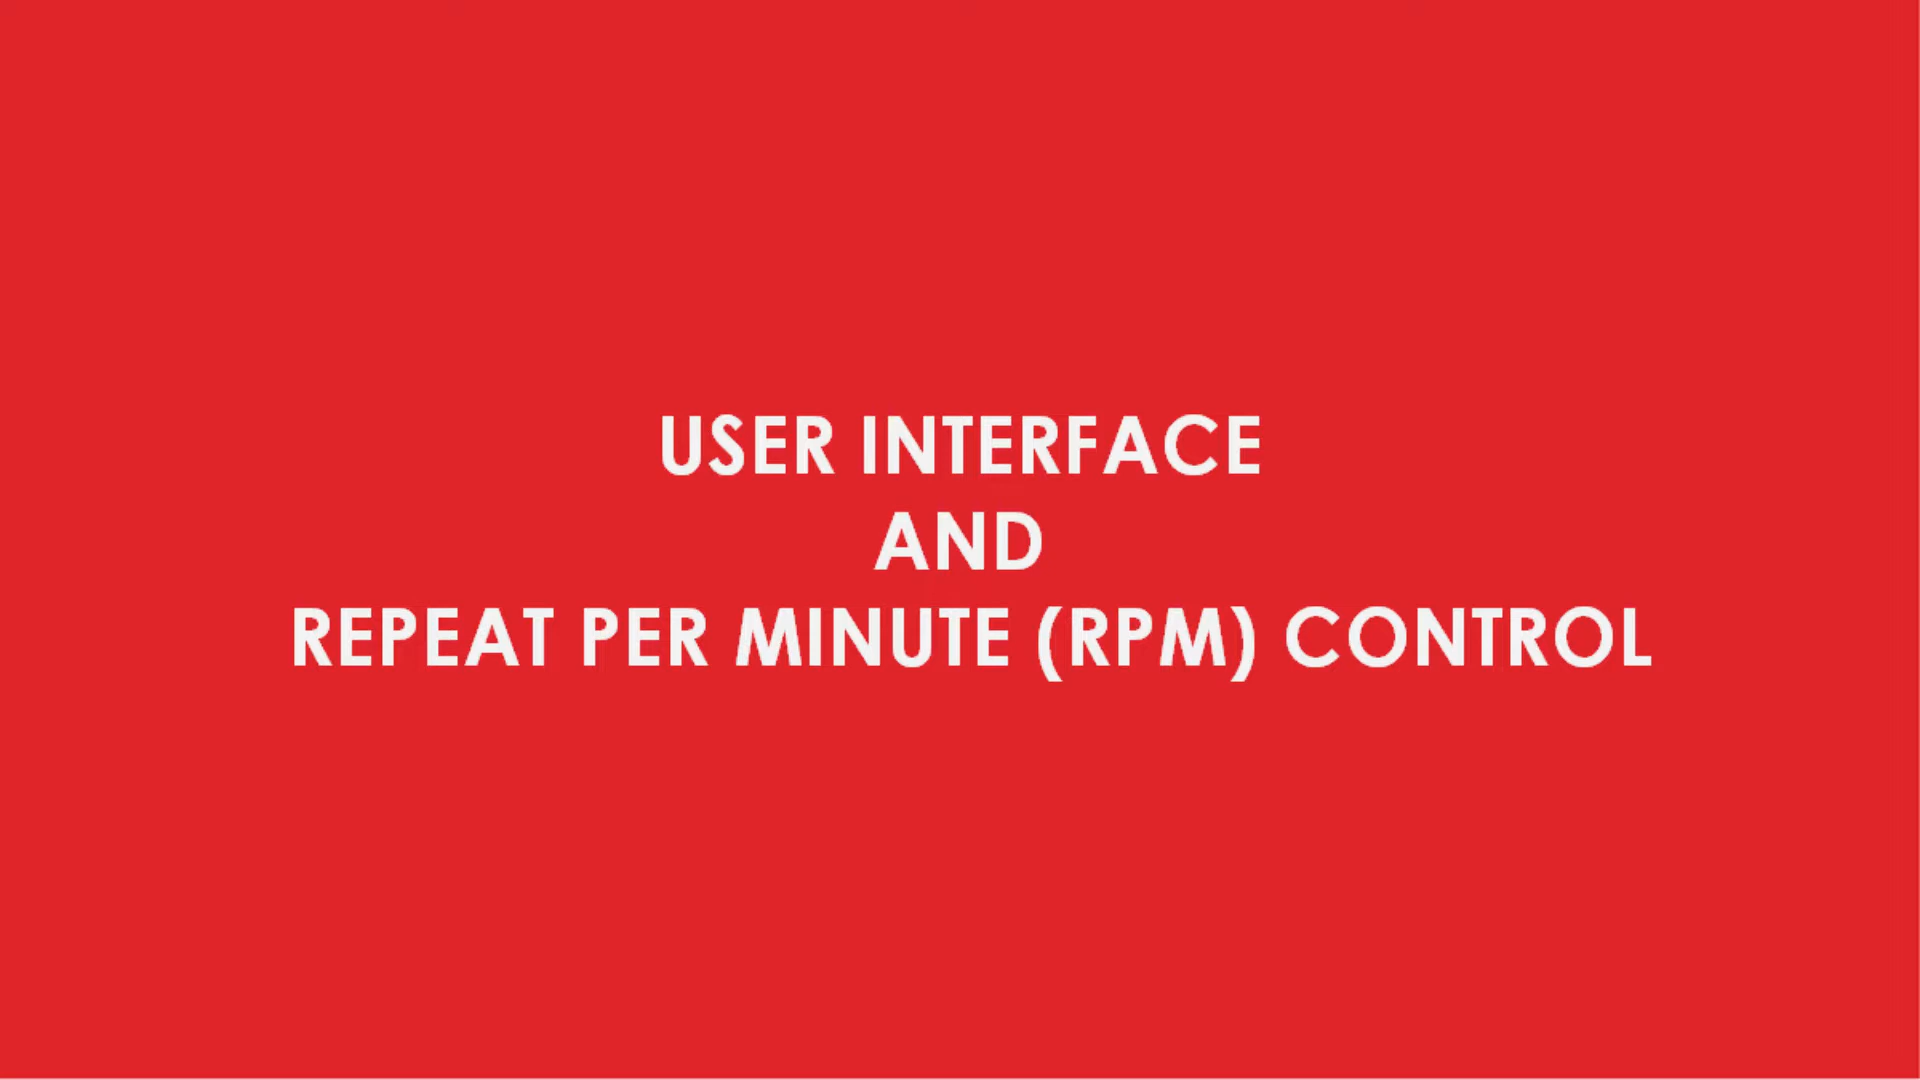 USER INTERFACE
AND
REPEAT PER MINUTE (RPM) CONTROL